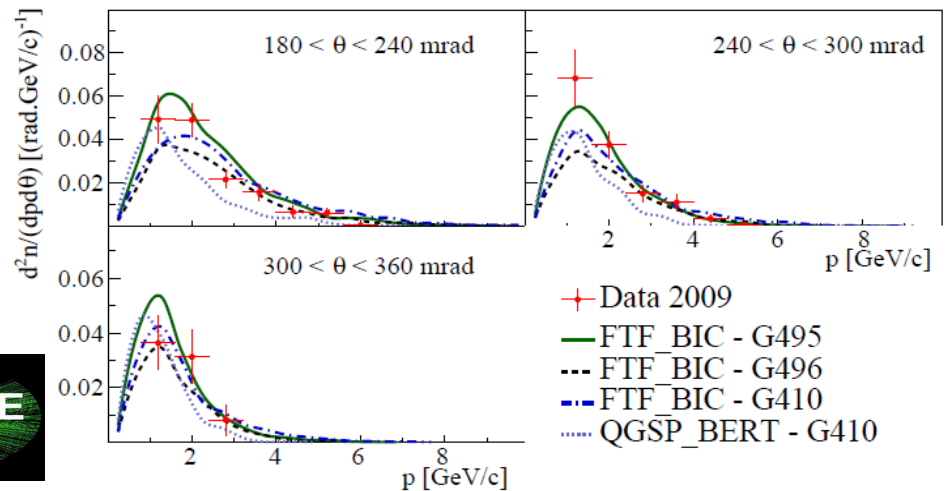 d²n/(dpdθ) [(rad.GeV/c)⁻¹]
180 < θ < 240 mrad
0.08
0.06
0.04
0.02
240 < θ < 300 mrad
2 4 6 8
p [GeV/c]
300 < θ < 360 mrad
0.06
0.04
0.02
2 4 6 8
p [GeV/c]
Data 2009
FTF_BIC - G495
FTF_BIC - G496
FTF_BIC - G410
QGSP_BERT - G410
E